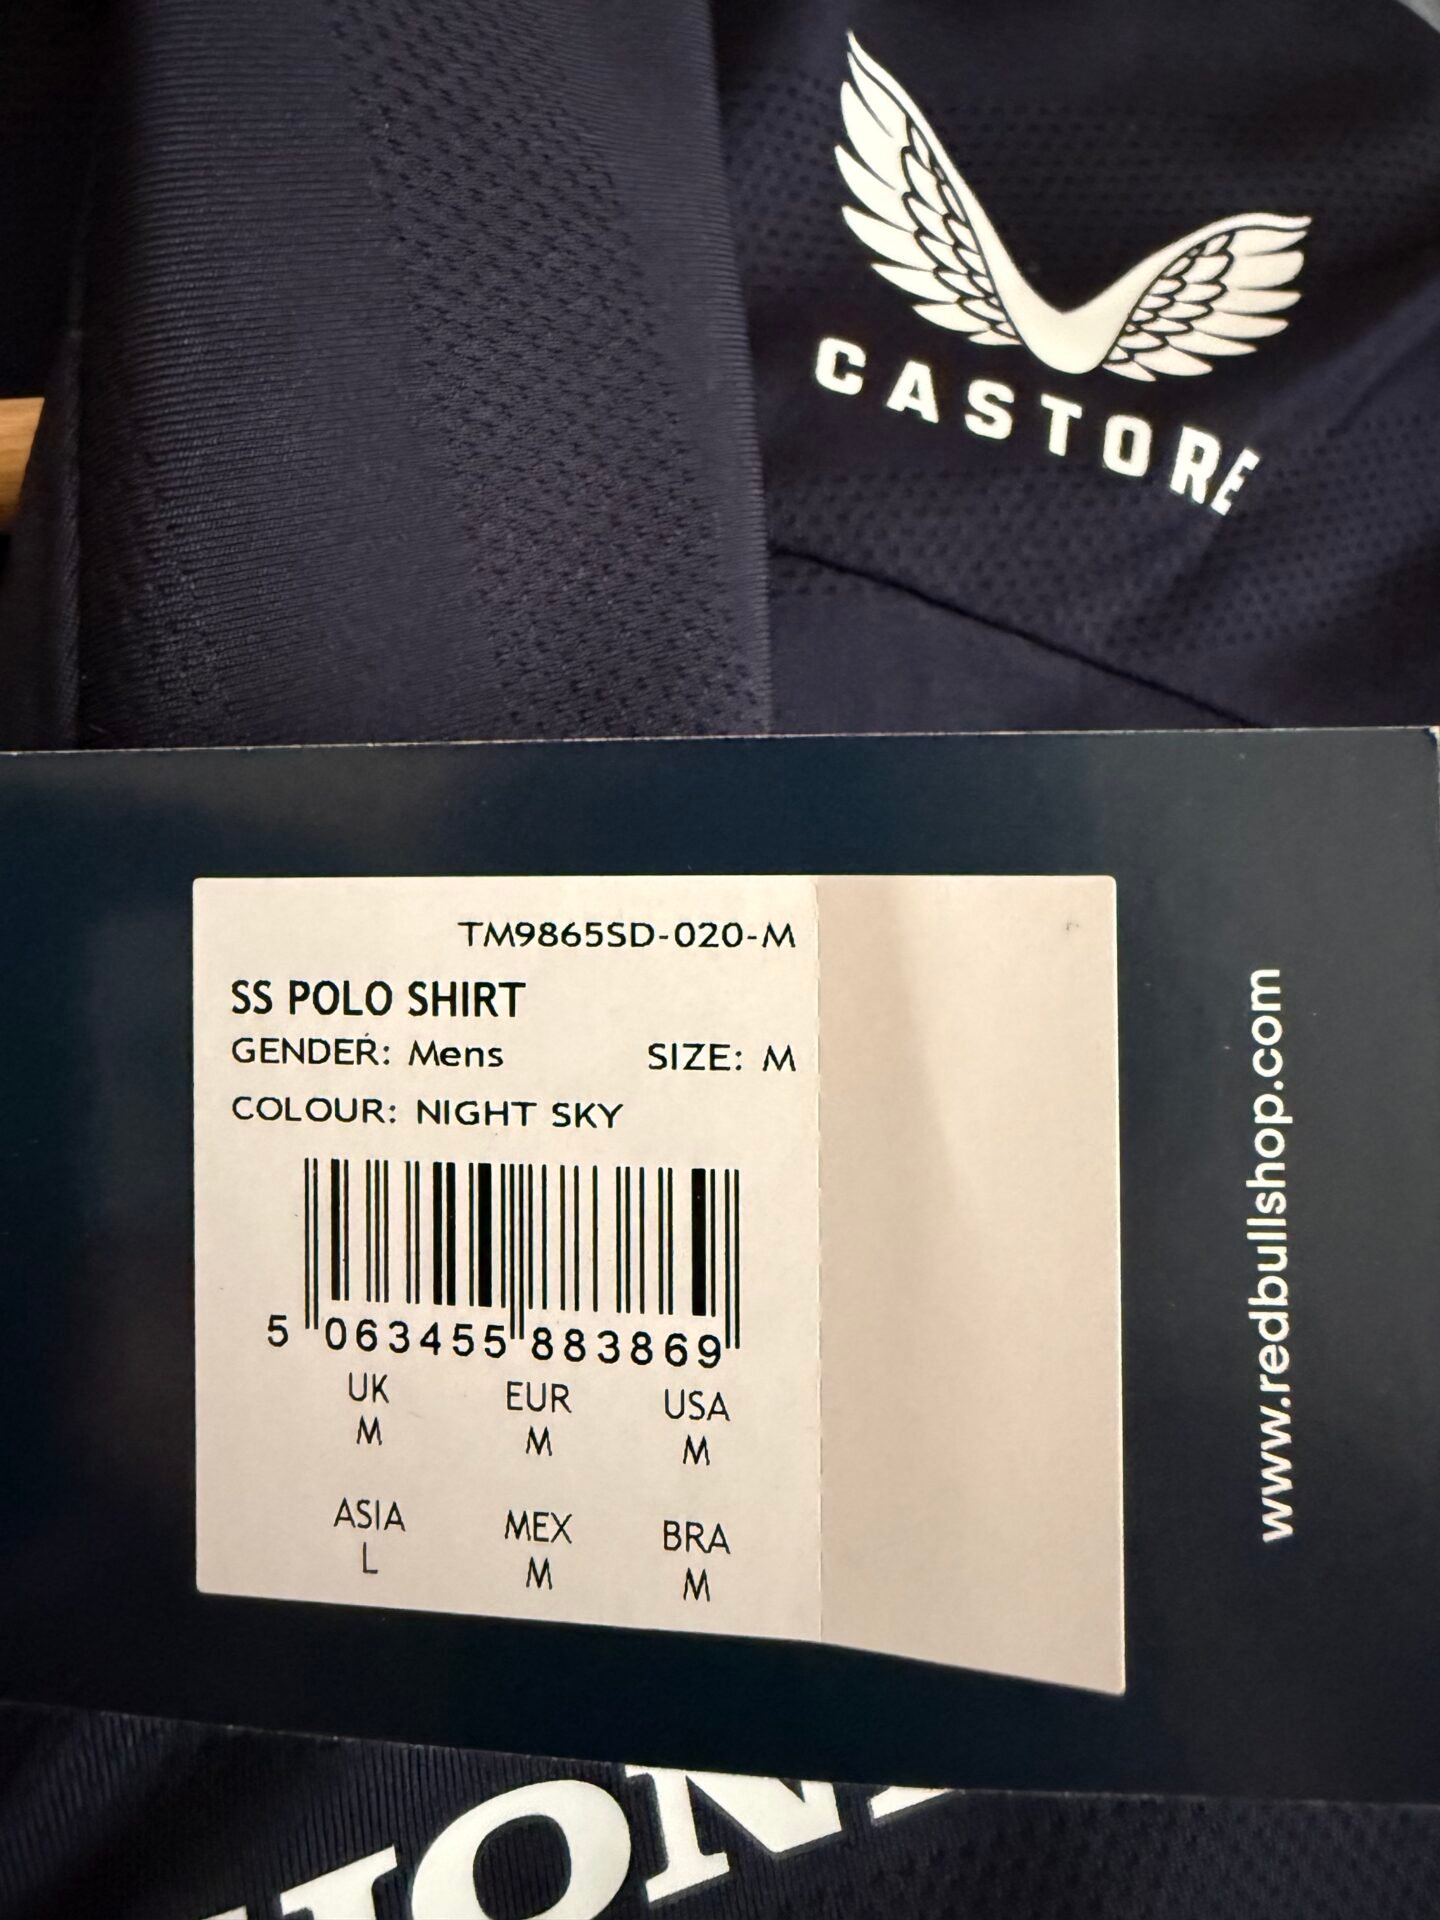 CASTORE
TM9865SD-020-M
SS POLO SHIRT
GENDER: Mens SIZE: M
COLOUR: NIGHT SKY
5 063455 883869
UK EUR USA
M M M
ASIA MEX BRA
L M M
www.redbullshop.com